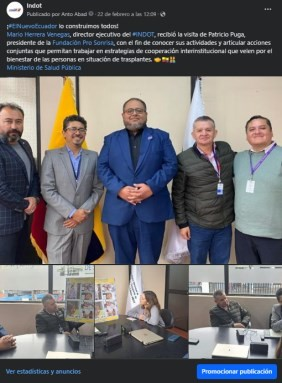 Indot
Publicado por Anto Abad · 22 de febrero a las 12:09 ·
¡#ElNuevoEcuador lo construimos todos!
Mario Herrera Venegas, director ejecutivo del #INDOT, recibió la visita de Patricio Puga,
presidente de la Fundación Pro Sonrisa, con el fin de conocer sus actividades y articular acciones
conjuntas que permitan trabajar en estrategias de cooperación interinstitucional que velen por el
bienestar de las personas en situación de trasplantes.
Ministerio de Salud Pública
Ver estadísticas y anuncios
Promocionar publicación